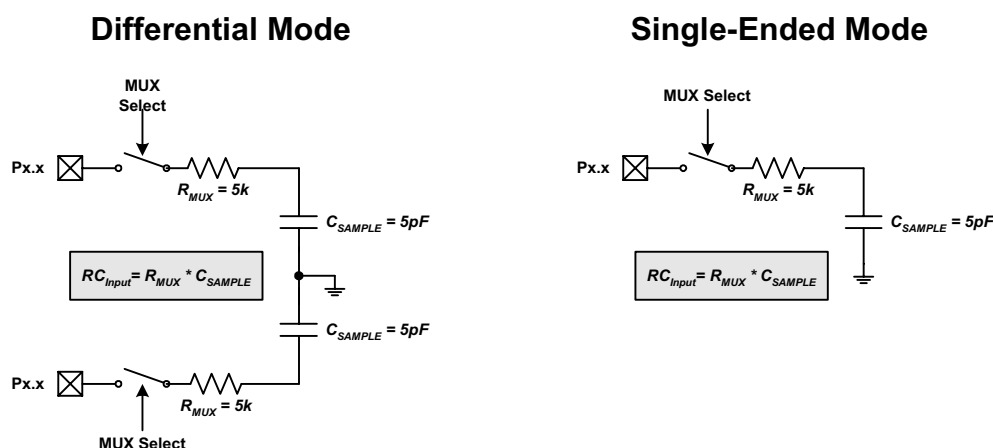 Differential Mode
MUX
Select
Px.x
R_MUX = 5k
C_SAMPLE = 5pF
RC_Input= R_MUX * C_SAMPLE
C_SAMPLE = 5pF
Px.x
R_MUX = 5k
MUX Select
Single-Ended Mode
MUX Select
Px.x
R_MUX = 5k
C_SAMPLE = 5pF
RC_Input= R_MUX * C_SAMPLE